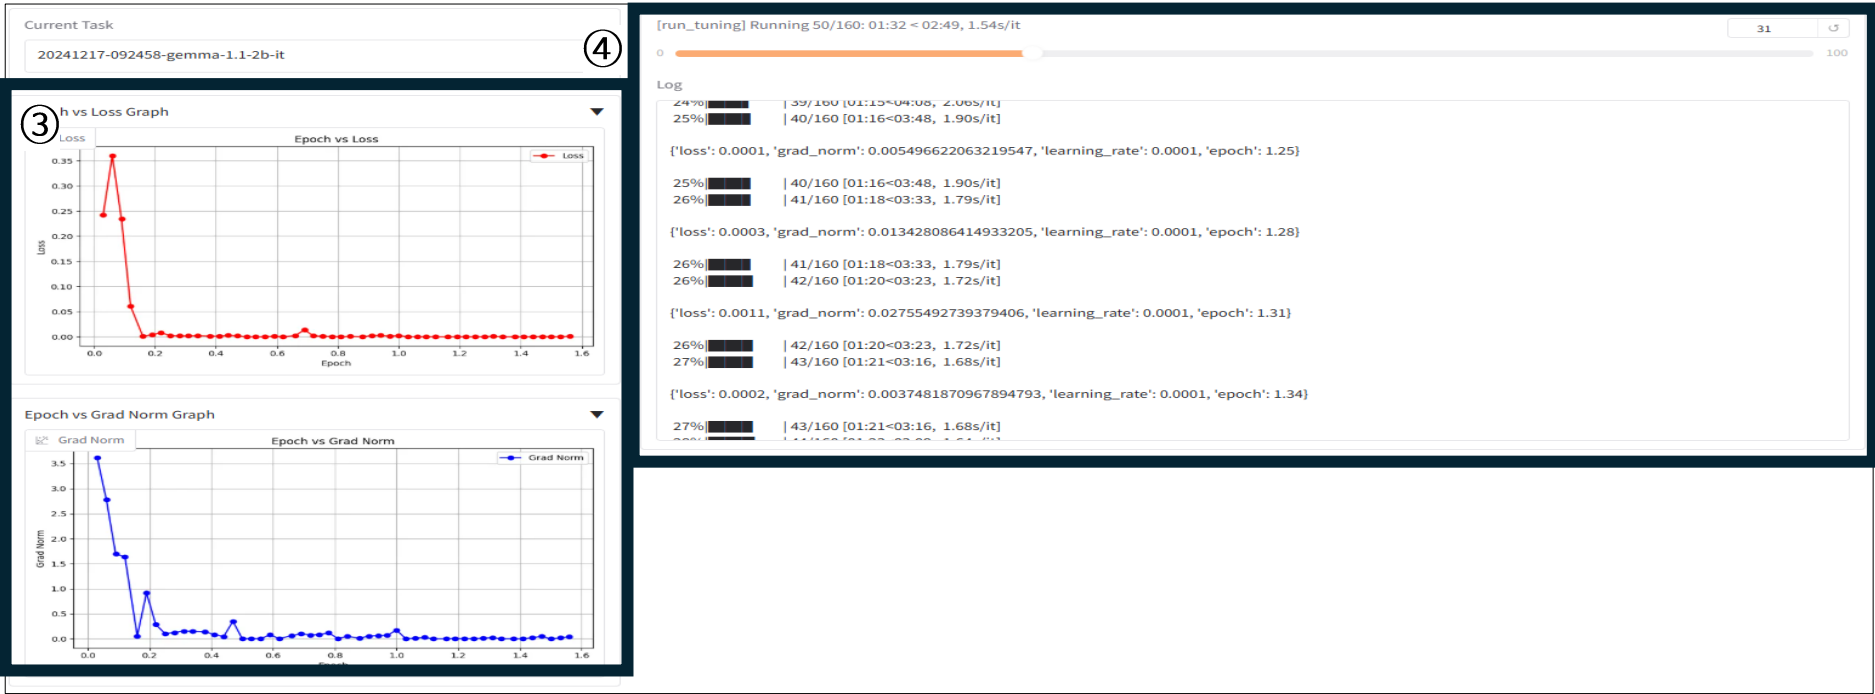 Current Task
20241217-092458-gemma-1.1-2b-it
④
③
h vs Loss Graph
Loss
Epoch vs Loss
Loss
0.35
0.30
0.25
0.20
0.15
0.10
0.05
0.00
Loss
0.0 0.2 0.4 0.6 0.8 1.0 1.2 1.4 1.6
Epoch
Epoch vs Grad Norm Graph
Grad Norm
Epoch vs Grad Norm
Grad Norm
3.5
3.0
2.5
2.0
1.5
1.0
0.5
0.0
Grad Norm
0.0 0.2 0.4 0.6 0.8 1.0 1.2 1.4 1.6
Epoch
[run_tuning] Running 50/160: 01:32 < 02:49, 1.54s/it
31
0 100
Log
24%| | 39/160 [01:15<04:08, 2.06s/it]
25%| | 40/160 [01:16<03:48, 1.90s/it]
{'loss': 0.0001, 'grad_norm': 0.005496622063219547, 'learning_rate': 0.0001, 'epoch': 1.25}
25%| | 40/160 [01:16<03:48, 1.90s/it]
26%| | 41/160 [01:18<03:33, 1.79s/it]
{'loss': 0.0003, 'grad_norm': 0.013428086414933205, 'learning_rate': 0.0001, 'epoch': 1.28}
26%| | 41/160 [01:18<03:33, 1.79s/it]
26%| | 42/160 [01:20<03:23, 1.72s/it]
{'loss': 0.0011, 'grad_norm': 0.02755492739379406, 'learning_rate': 0.0001, 'epoch': 1.31}
26%| | 42/160 [01:20<03:23, 1.72s/it]
27%| | 43/160 [01:21<03:16, 1.68s/it]
{'loss': 0.0002, 'grad_norm': 0.0037481870967894793, 'learning_rate': 0.0001, 'epoch': 1.34}
27%| | 43/160 [01:21<03:16, 1.68s/it]